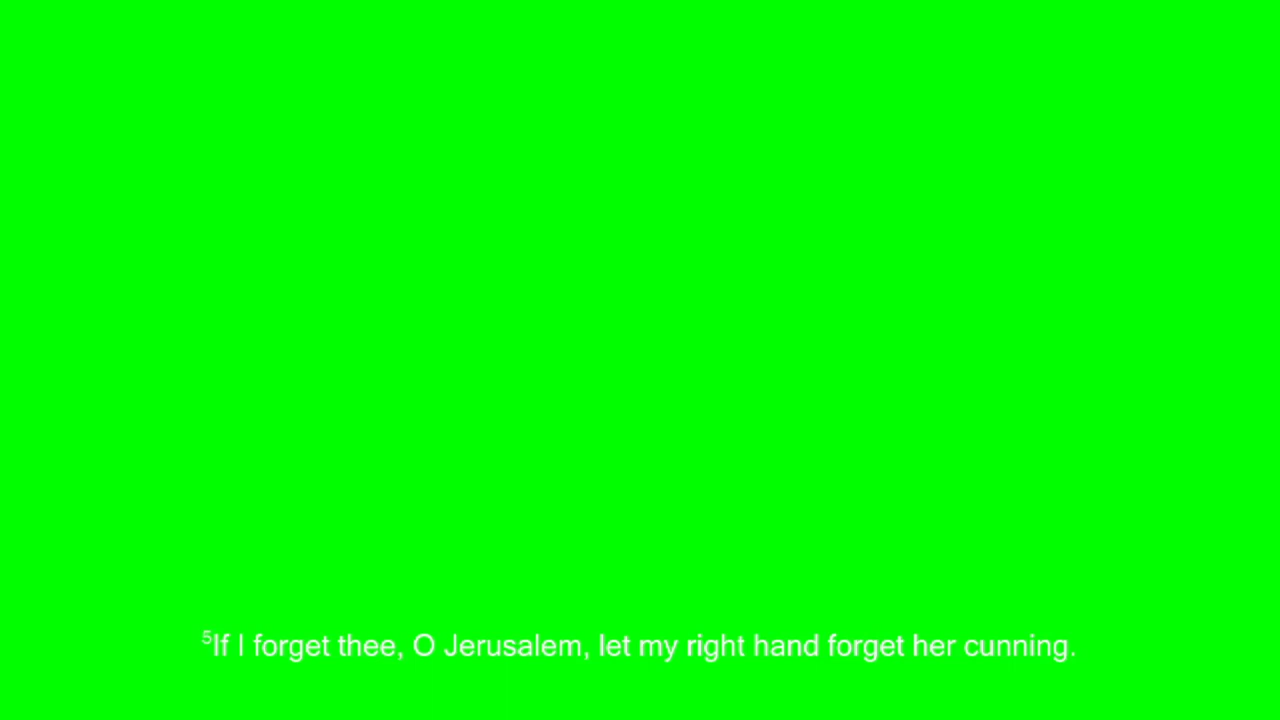 ⁵If I forget thee, O Jerusalem, let my right hand forget her cunning.